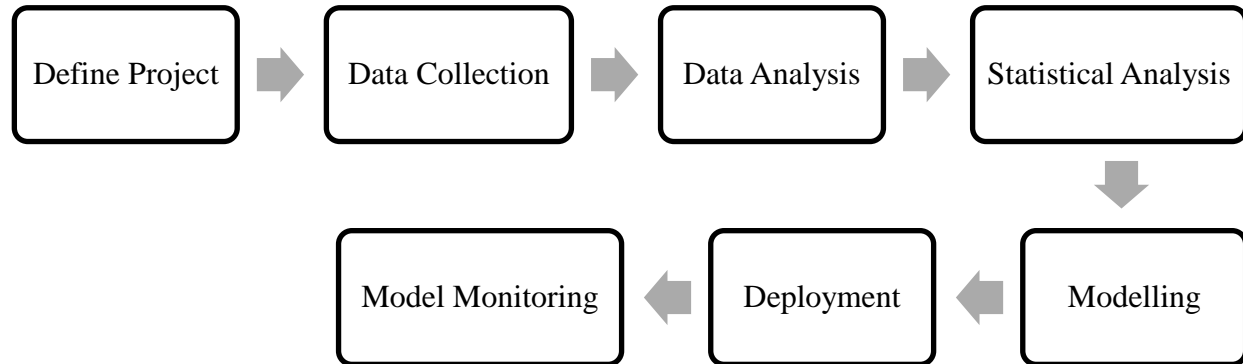 Define Project
Data Collection
Data Analysis
Statistical Analysis
Modelling
Deployment
Model Monitoring